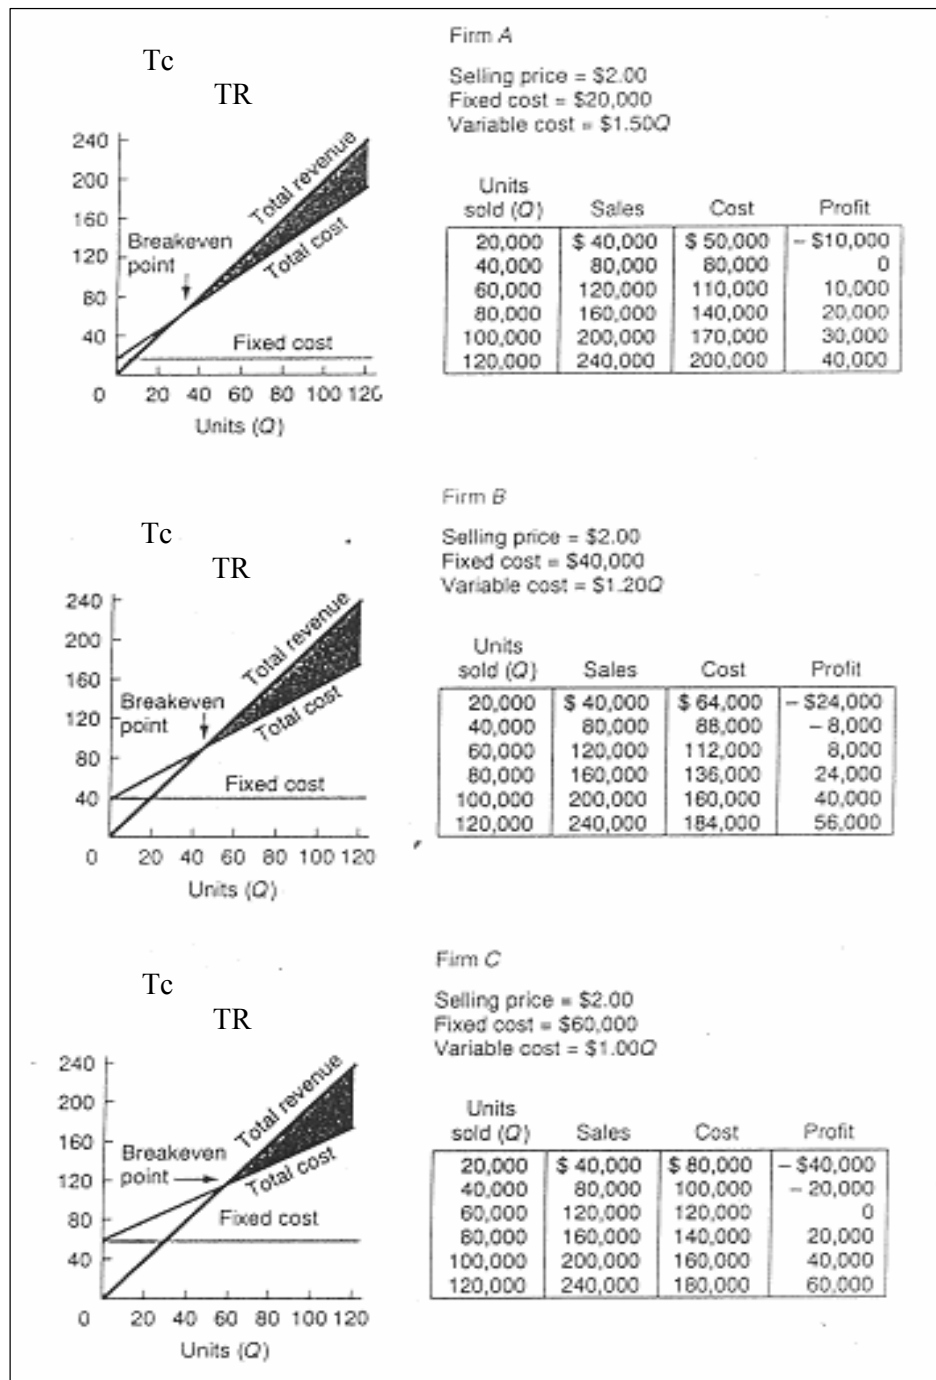 Tc
TR
240
200
160
120
80
40
Total revenue
Total cost
Breakeven
point
Fixed cost
0 20 40 60 80 100 120
Units (Q)
Firm A
Selling price = $2.00
Fixed cost = $20,000
Variable cost = $1.50Q
Units
sold (Q) Sales Cost Profit
20,000 $ 40,000 $ 50,000 – $10,000
40,000 80,000 80,000 0
60,000 120,000 110,000 10,000
80,000 160,000 140,000 20,000
100,000 200,000 170,000 30,000
120,000 240,000 200,000 40,000
Tc
TR
240
200
160
120
80
40
Total revenue
Total cost
Breakeven
point
Fixed cost
0 20 40 60 80 100 120
Units (Q)
Firm B
Selling price = $2.00
Fixed cost = $40,000
Variable cost = $1.20Q
Units
sold (Q) Sales Cost Profit
20,000 $ 40,000 $ 64,000 – $24,000
40,000 80,000 88,000 – 8,000
60,000 120,000 112,000 8,000
80,000 160,000 136,000 24,000
100,000 200,000 160,000 40,000
120,000 240,000 184,000 56,000
Tc
TR
240
200
160
120
80
40
Total revenue
Total cost
Breakeven
point
Fixed cost
0 20 40 60 80 100 120
Units (Q)
Firm C
Selling price = $2.00
Fixed cost = $60,000
Variable cost = $1.00Q
Units
sold (Q) Sales Cost Profit
20,000 $ 40,000 $ 80,000 – $40,000
40,000 80,000 100,000 – 20,000
60,000 120,000 120,000 0
80,000 160,000 140,000 20,000
100,000 200,000 160,000 40,000
120,000 240,000 180,000 60,000